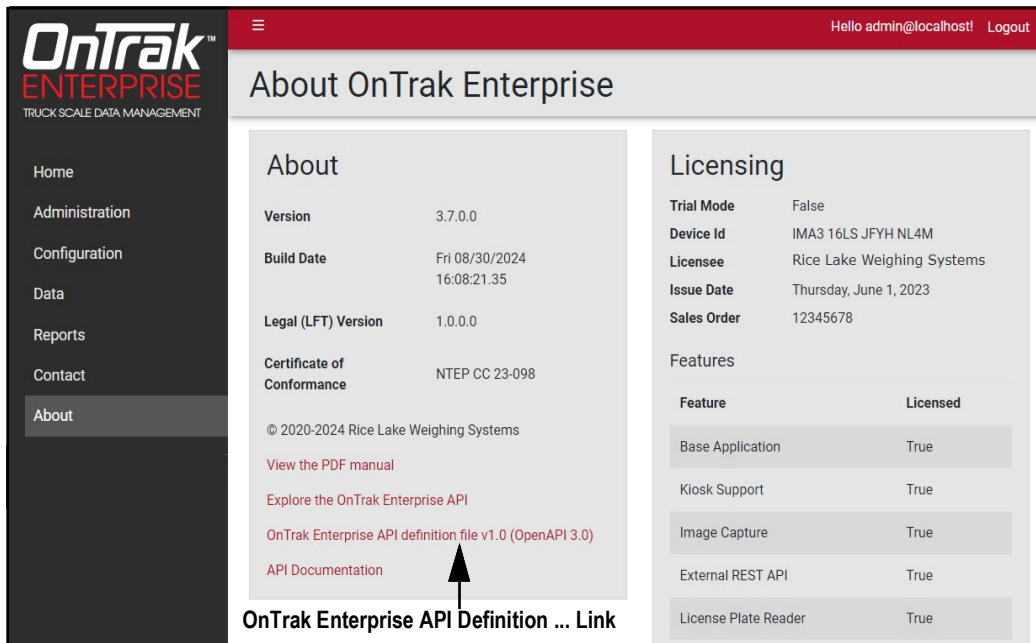 OnTrak™
ENTERPRISE
TRUCK SCALE DATA MANAGEMENT
Home
Administration
Configuration
Data
Reports
Contact
About
☰
Hello admin@localhost! Logout
About OnTrak Enterprise
About
Version 3.7.0.0
Build Date Fri 08/30/2024
16:08:21.35
Legal (LFT) Version 1.0.0.0
Certificate of
Conformance NTEP CC 23-098
© 2020-2024 Rice Lake Weighing Systems
View the PDF manual
Explore the OnTrak Enterprise API
OnTrak Enterprise API definition file v1.0 (OpenAPI 3.0)
API Documentation
OnTrak Enterprise API Definition ... Link
Licensing
Trial Mode False
Device Id IMA3 16LS JFYH NL4M
Licensee Rice Lake Weighing Systems
Issue Date Thursday, June 1, 2023
Sales Order 12345678
Features
Feature Licensed
Base Application True
Kiosk Support True
Image Capture True
External REST API True
License Plate Reader True